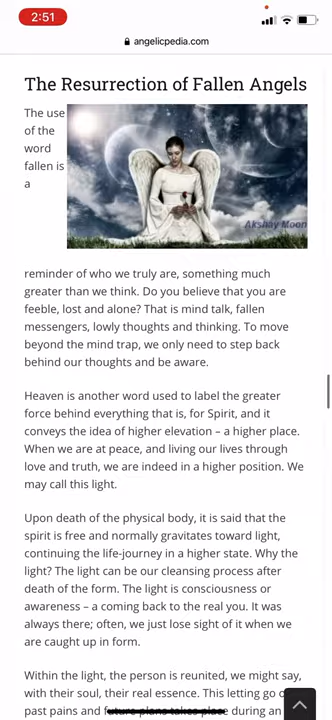 2:51
angelicpedia.com
The Resurrection of Fallen Angels
The use
of the
word
fallen is
a
Akshay Moon
reminder of who we truly are, something much
greater than we think. Do you believe that you are
feeble, lost and alone? That is mind talk, fallen
messengers, lowly thoughts and thinking. To move
beyond the mind trap, we only need to step back
behind our thoughts and be aware.
Heaven is another word used to label the greater
force behind everything that is, for Spirit, and it
conveys the idea of higher elevation – a higher place.
When we are at peace, and living our lives through
love and truth, we are indeed in a higher position. We
may call this light.
Upon death of the physical body, it is said that the
spirit is free and normally gravitates toward light,
continuing the life-journey in a higher state. Why the
light? The light can be our cleansing process after
death of the form. The light is consciousness or
awareness – a coming back to the real you. It was
always there; often, we just lose sight of it when we
are caught up in form.
Within the light, the person is reunited, we might say,
with their soul, their real essence. This letting go of
past pains and future plans takes place during an